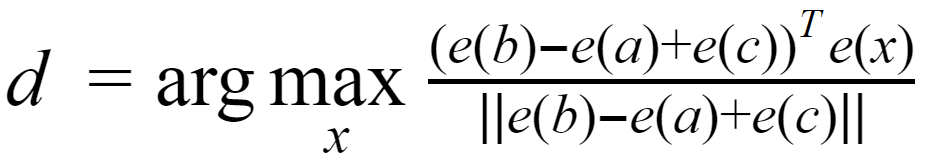 d = arg max x (e(b)−e(a)+e(c))ᵀ e(x)
||e(b)−e(a)+e(c)||